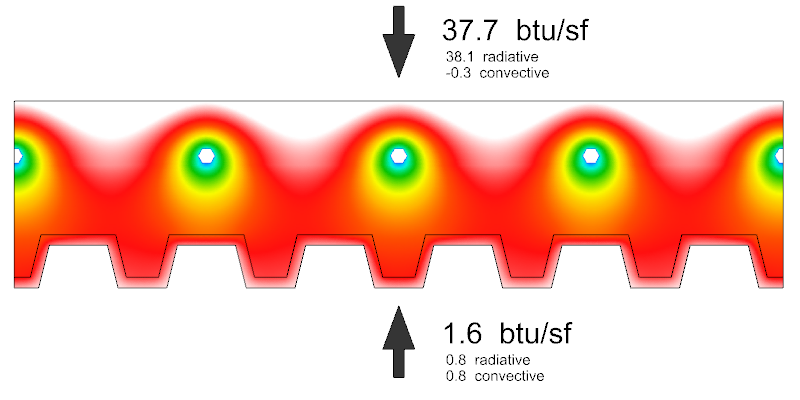 37.7 btu/sf
38.1 radiative
-0.3 convective
1.6 btu/sf
0.8 radiative
0.8 convective